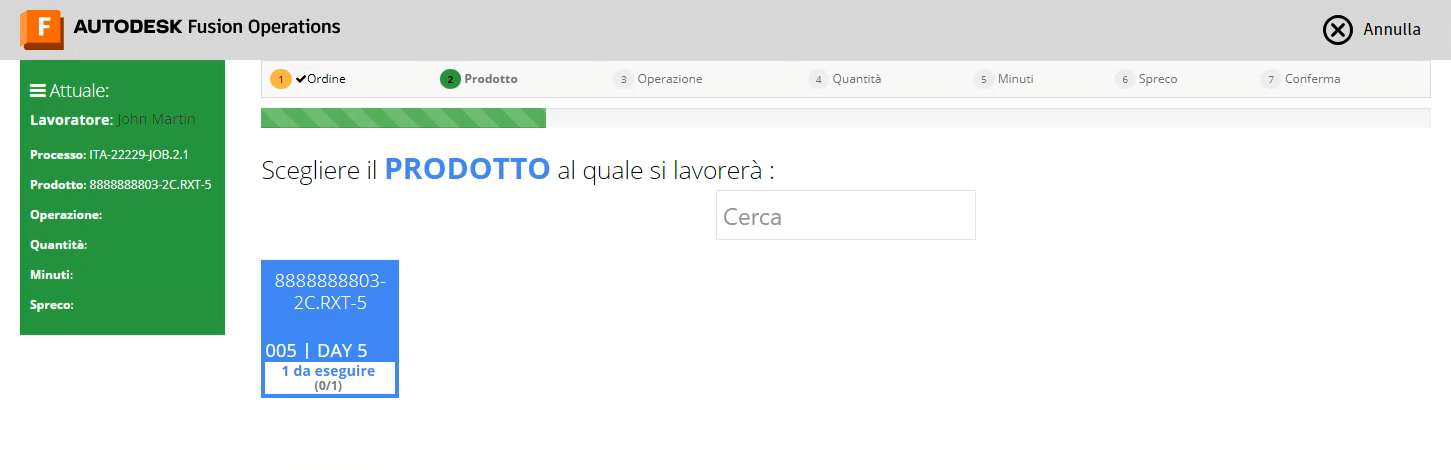 F AUTODESK Fusion Operations
Annulla
1 Ordine 2 Prodotto 3 Operazione 4 Quantità 5 Minuti 6 Spreco 7 Conferma
Attuale:
Lavoratore: John Martin
Processo: ITA-22229-JOB.2.1
Prodotto: 8888888803-2C.RXT-5
Operazione:
Quantità:
Minuti:
Spreco:
Scegliere il PRODOTTO al quale si lavorerà :
Cerca
8888888803-
2C.RXT-5
005 | DAY 5
1 da eseguire
(0/1)